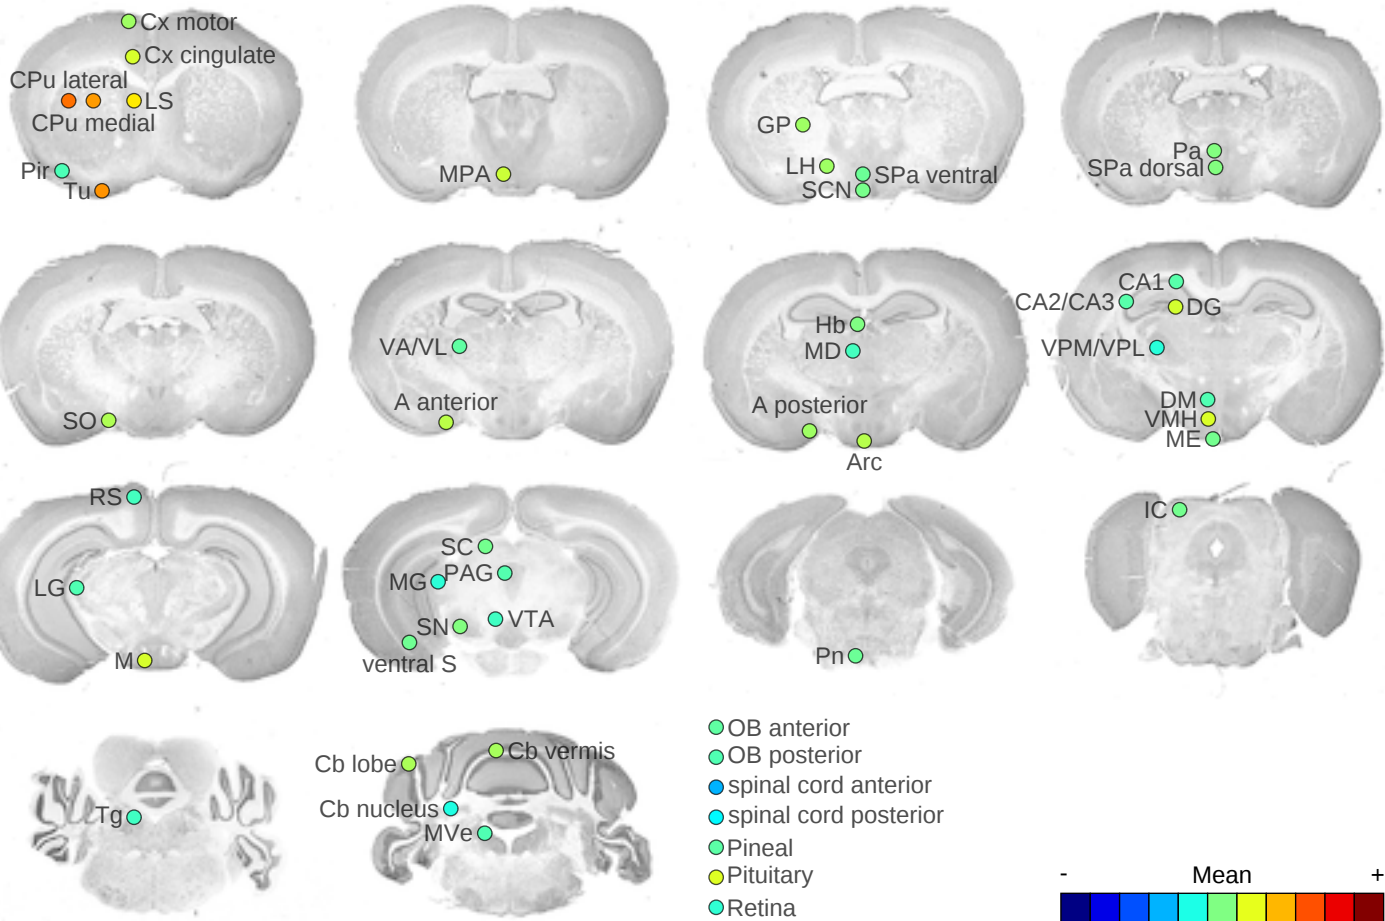 Cx motor
Cx cingulate
CPu lateral
LS
CPu medial
Pir
Tu
MPA
GP
LH
SPa ventral
SCN
Pa
SPa dorsal
SO
VA/VL
A anterior
Hb
MD
A posterior
Arc
CA1
CA2/CA3
DG
VPM/VPL
DM
VMH
ME
RS
LG
M
SC
MG
PAG
SN
VTA
ventral S
Pn
IC
Tg
Cb lobe
Cb vermis
Cb nucleus
MVe
OB anterior
OB posterior
spinal cord anterior
spinal cord posterior
Pineal
Pituitary
Retina
- Mean +